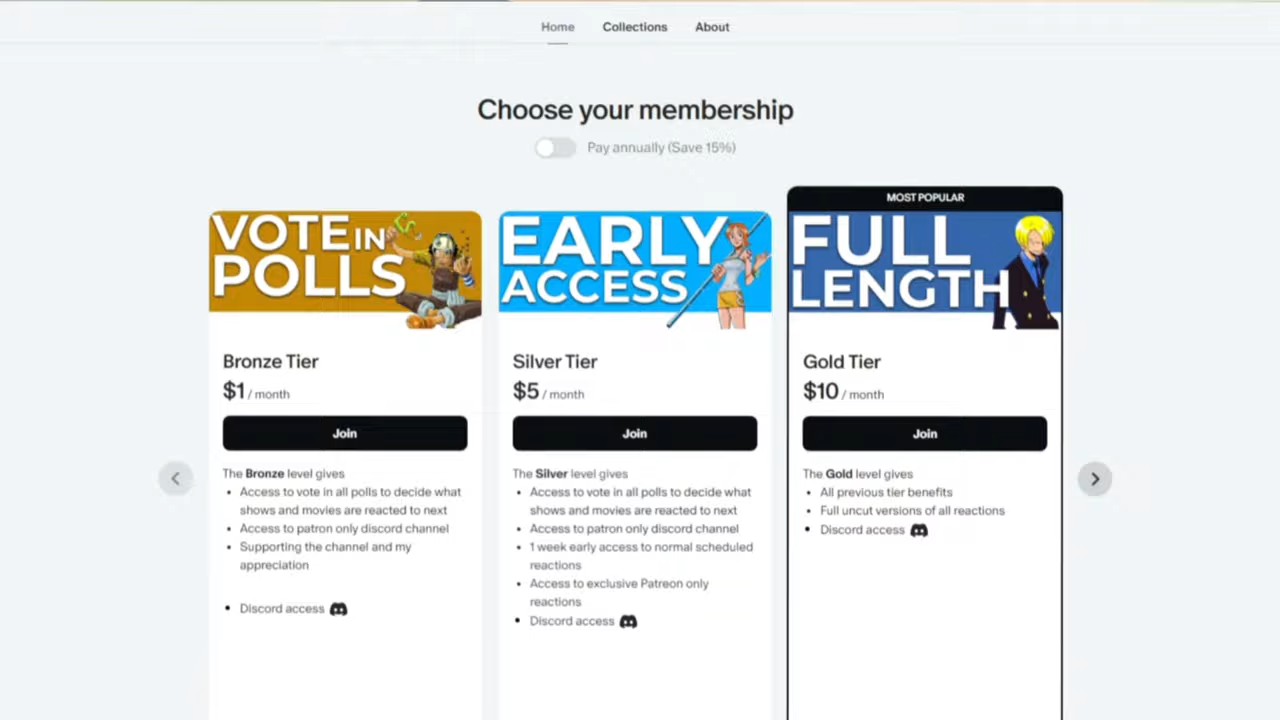 Home
Collections
About
Choose your membership
Pay annually (Save 15%)
VOTE IN
POLLS
Bronze Tier
$1 / month
Join
The Bronze level gives
Access to vote in all polls to decide what
shows and movies are reacted to next
Access to patron only discord channel
Supporting the channel and my
appreciation
Discord access
EARLY
ACCESS
Silver Tier
$5 / month
Join
The Silver level gives
Access to vote in all polls to decide what
shows and movies are reacted to next
Access to patron only discord channel
1 week early access to normal scheduled
reactions
Access to exclusive Patreon only
reactions
Discord access
MOST POPULAR
FULL
LENGTH
Gold Tier
$10 / month
Join
The Gold level gives
All previous tier benefits
Full uncut versions of all reactions
Discord access